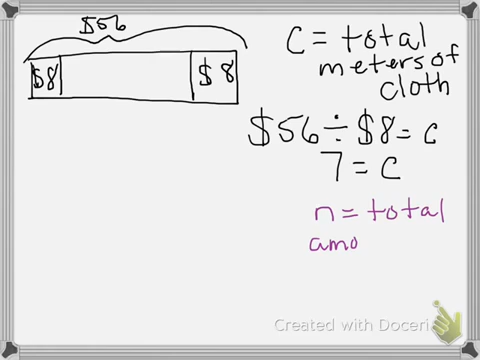 $56
$8
$8
c = total
meters of
cloth
$56 ÷ $8 = c
7 = c
n = total
amo
Created with Doceri